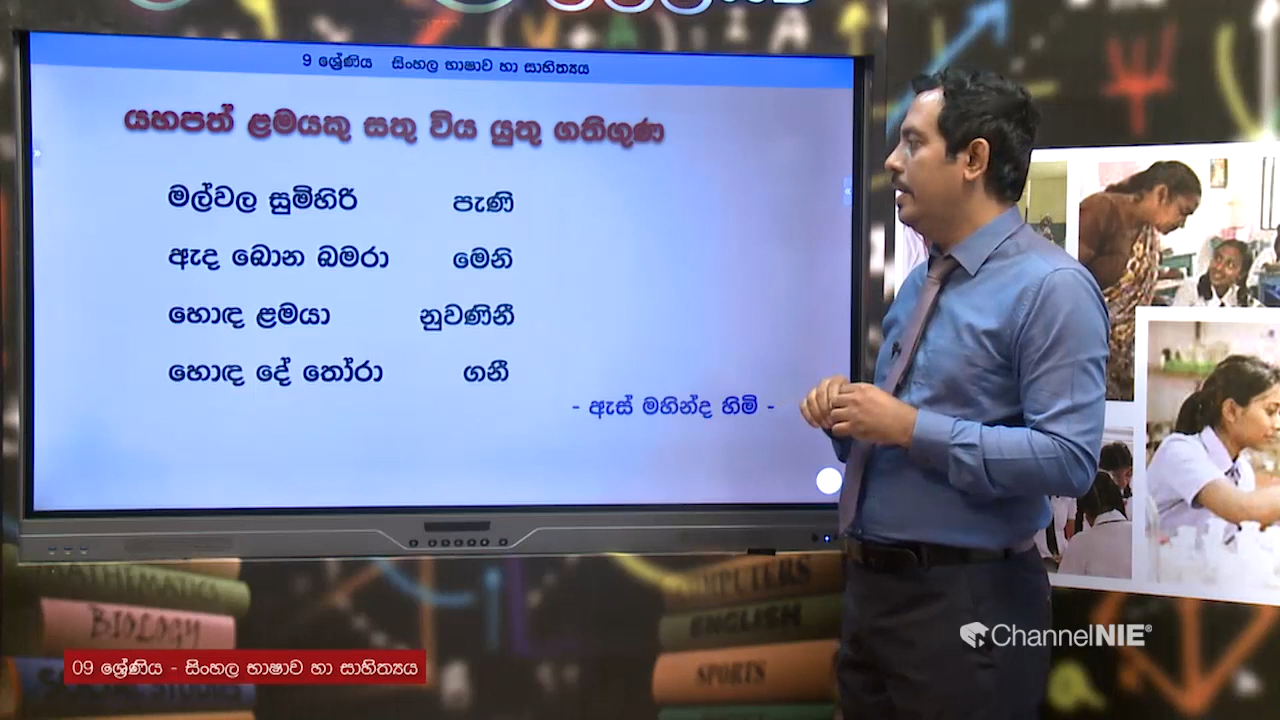 9 ශ්‍රේණිය සිංහල භාෂාව හා සාහිත්‍යය
යහපත් ළමයකු සතු විය යුතු ගතිගුණ
මල්වල සුමිහිරි පැණි
ඇද බොන බමරා මෙනි
හොඳ ළමයා නුවණිනී
හොඳ දේ තෝරා ගනී
- ඇස් මහින්ද හිමි -
MATHEMATICS
BIOLOGY
COMPUTERS
ENGLISH
SPORTS
ChannelNIE®
09 ශ්‍රේණිය - සිංහල භාෂාව හා සාහිත්‍යය